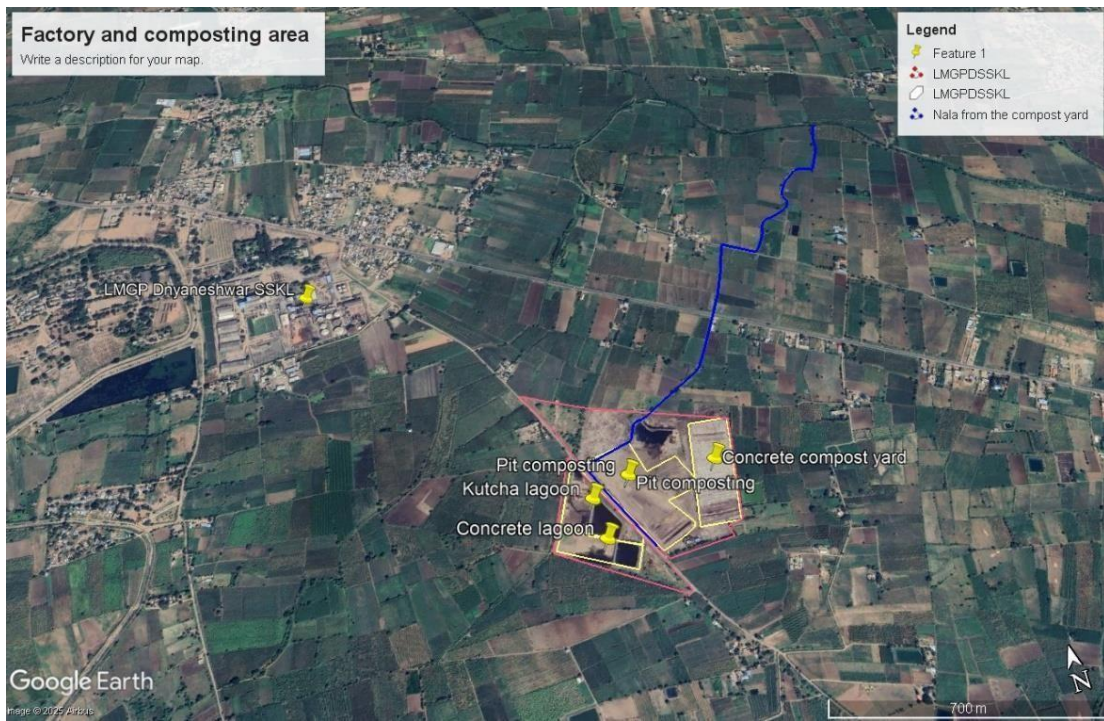 Factory and composting area
Write a description for your map.
Legend
Feature 1
LMGPDSSKL
LMGPDSSKL
Nala from the compost yard
LMGP Dnyaneshwar SSKL
Pit composting
Concrete compost yard
Kutcha lagoon
Pit composting
Concrete lagoon
Google Earth
Image © 2025 Airbus
700 m
N